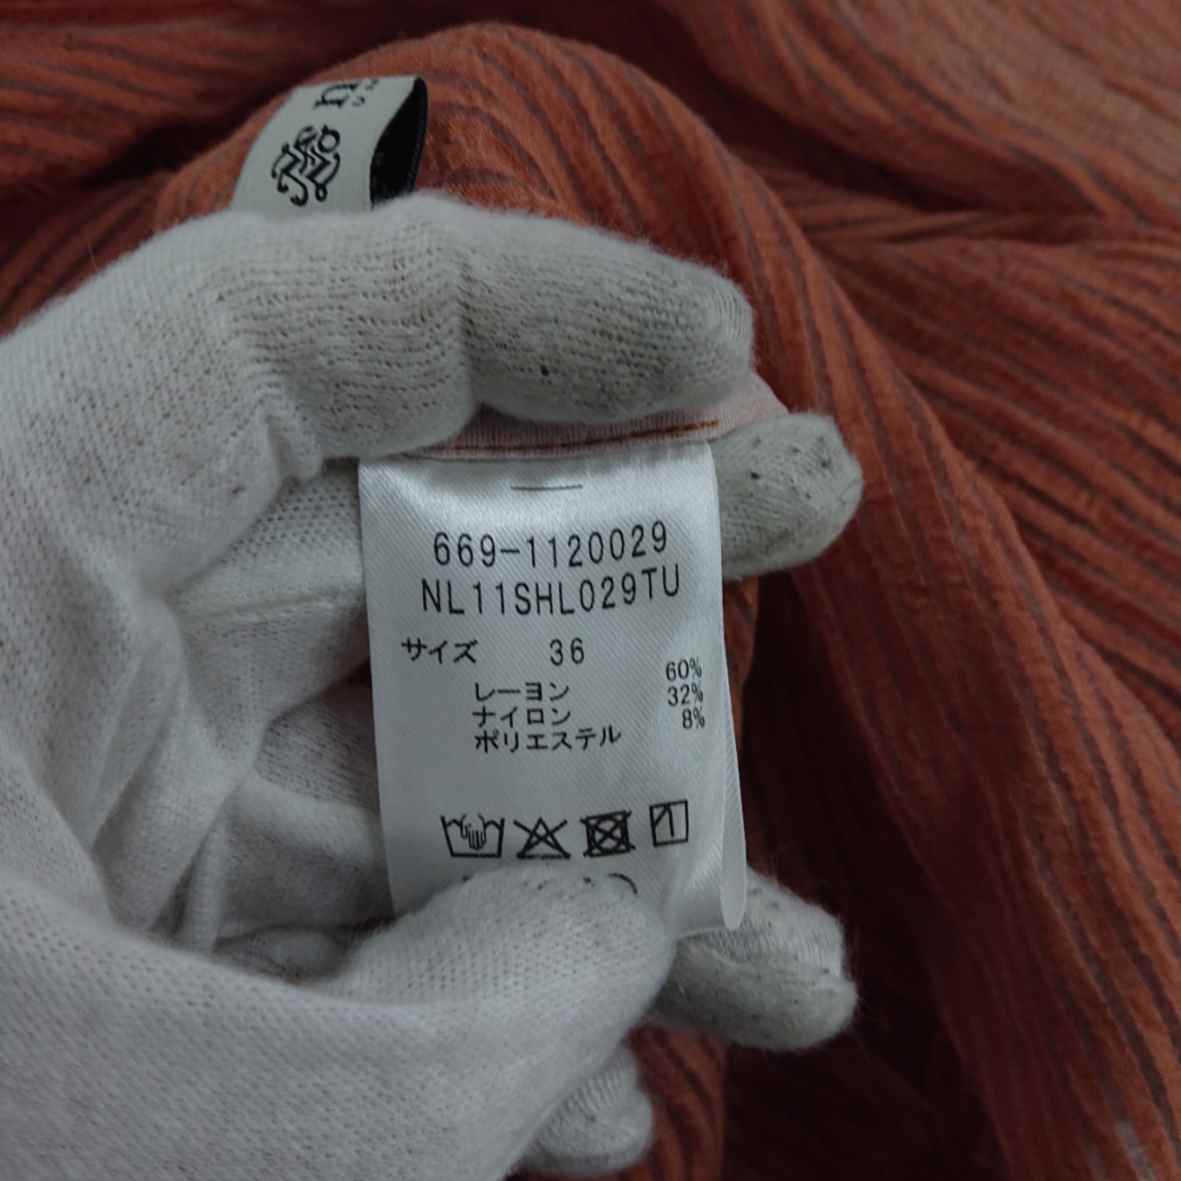 n
669-1120029
NL11SHL029TU
サイズ 36
レーヨン 60%
ナイロン 32%
ポリエステル 8%